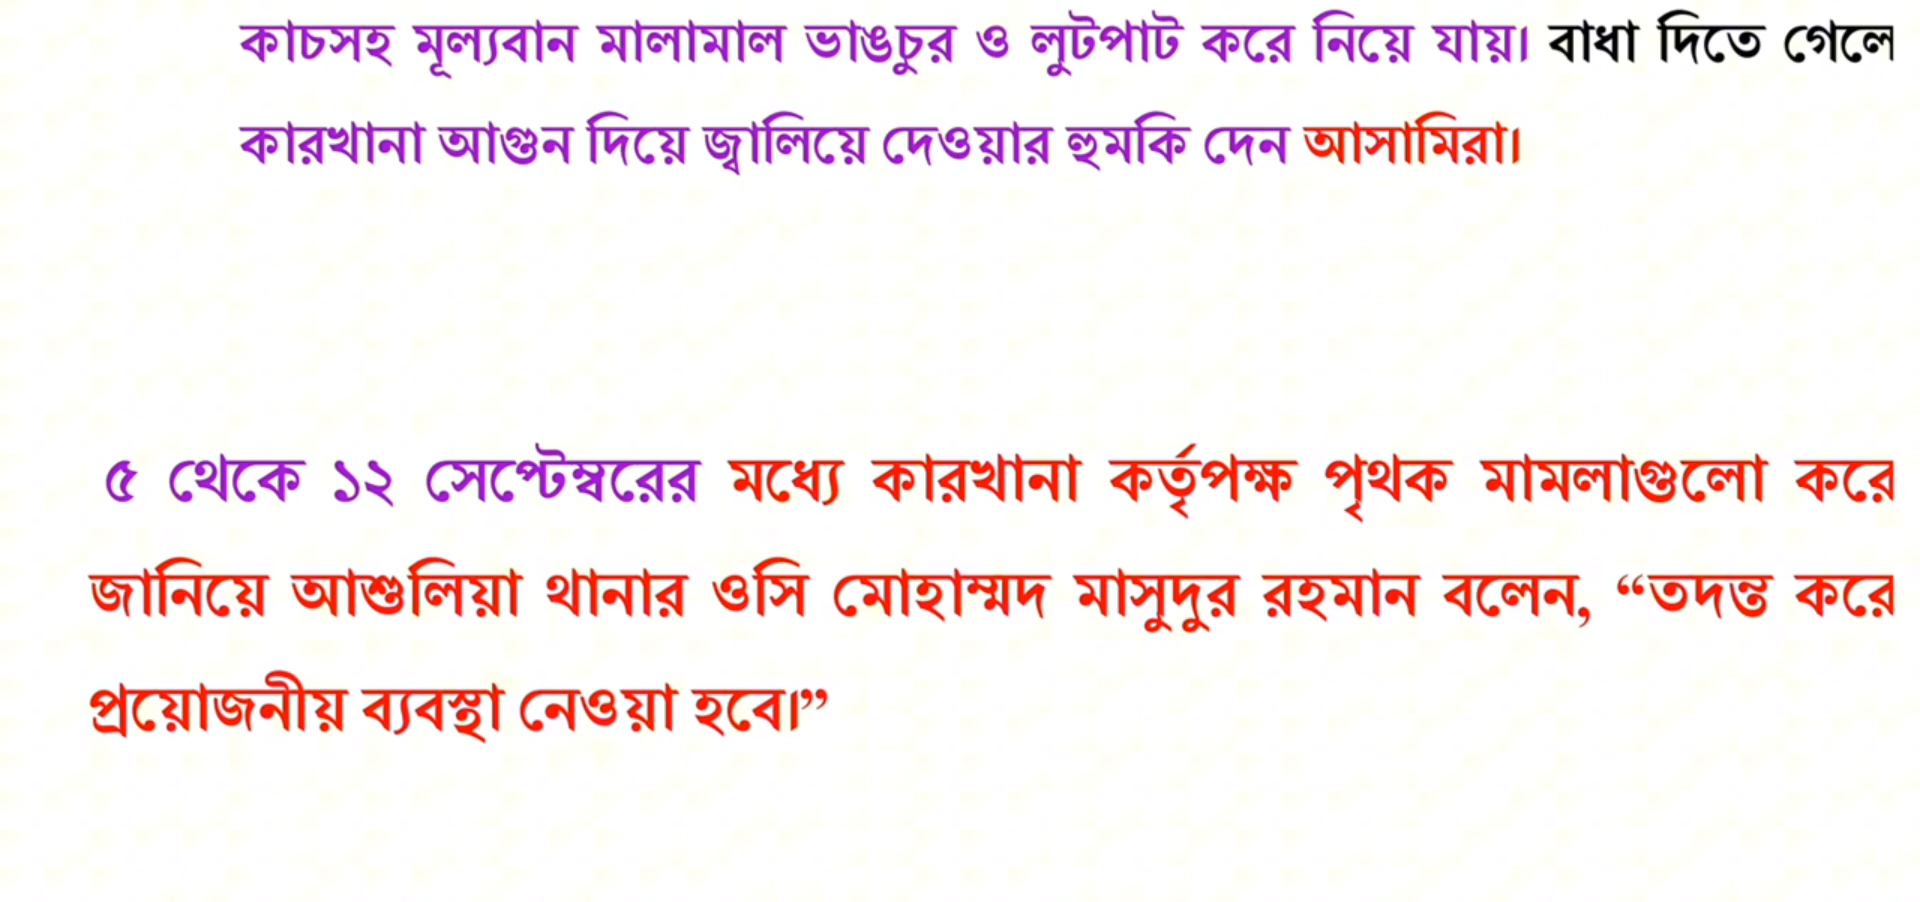 কাচসহ মূল্যবান মালামাল ভাঙচুর ও লুটপাট করে নিয়ে যায়। বাধা দিতে গেলে
কারখানা আগুন দিয়ে জ্বালিয়ে দেওয়ার হুমকি দেন আসামিরা।
৫ থেকে ১২ সেপ্টেম্বরের মধ্যে কারখানা কর্তৃপক্ষ পৃথক মামলাগুলো করে
জানিয়ে আশুলিয়া থানার ওসি মোহাম্মদ মাসুদুর রহমান বলেন, “তদন্ত করে
প্রয়োজনীয় ব্যবস্থা নেওয়া হবে।”